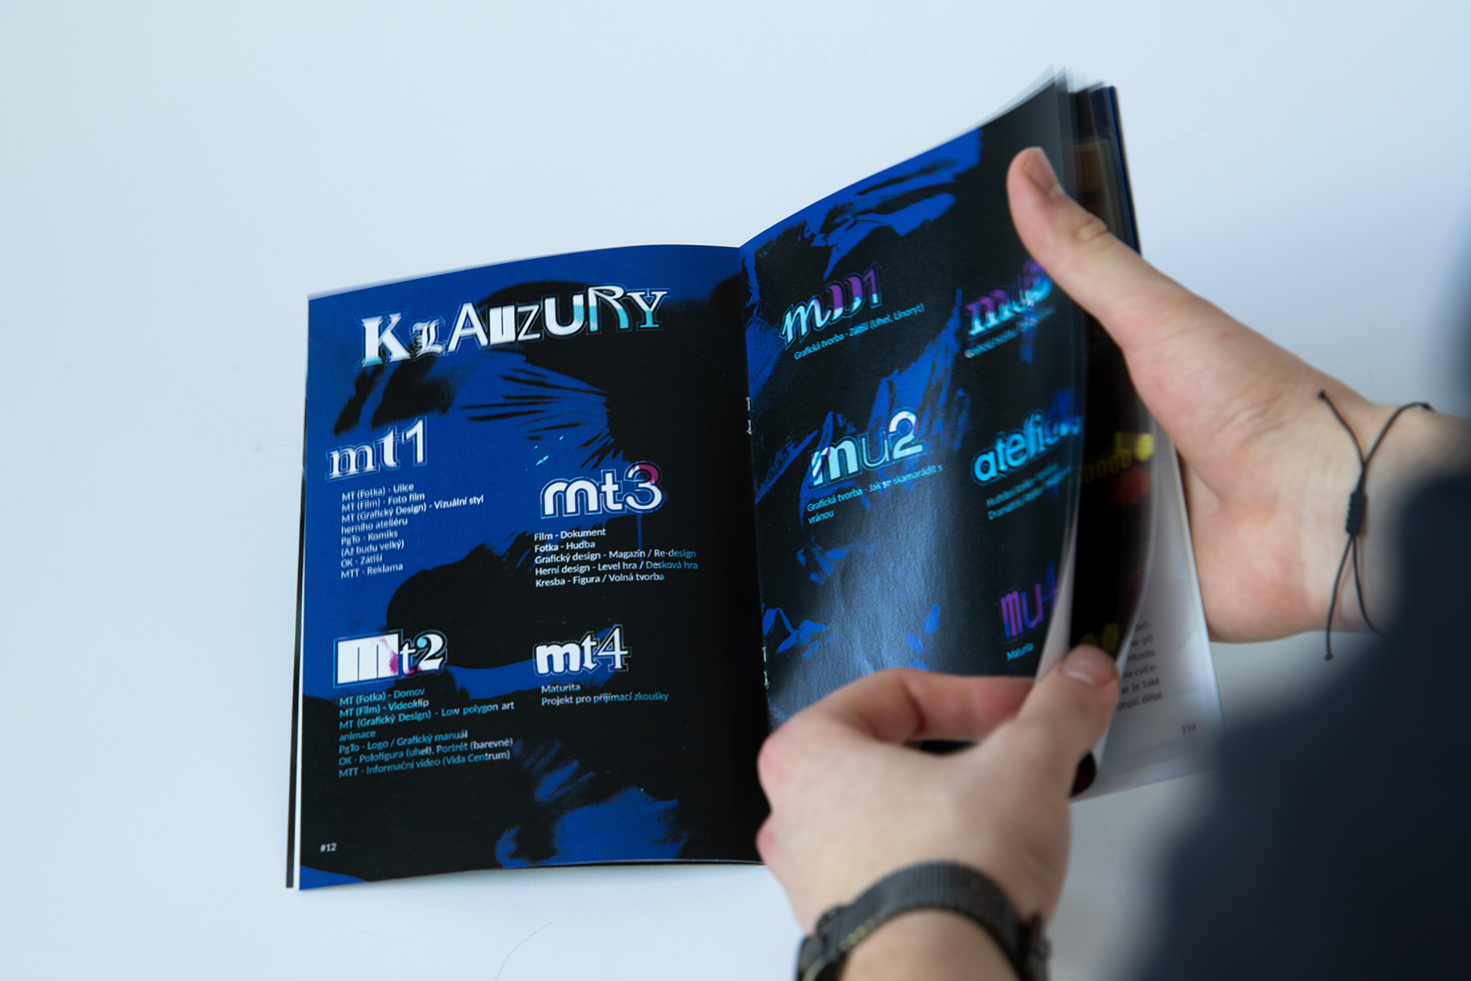 KLAUZURY
mt1
MT (Fotka) - Ulice
MT (Film) - Foto film
MT (Grafický Design) - Vizuální styl
herního ateliéru
PgTo - Komiks
(Až budu velký)
OK - Zátiší
MTT - Reklama
mt2
MT (Fotka) - Domov
MT (Film) - Videoklip
MT (Grafický Design) - Low polygon art
animace
PgTo - Logo / Grafický manuál
OK - Polofigura (uhel), Portrét (barevně)
MTT - Informační video (Vida Centrum)
mt3
Film - Dokument
Fotka - Hudba
Grafický design - Magazín / Re-design
Herní design - Level hra / Desková hra
Kresba - Figura / Volná tvorba
mt4
Maturita
Projekt pro přijímací zkoušky
#12
mu1
Grafická tvorba - Zátiší (Uhel, Linoryt)
mu2
Grafická tvorba - Jak se skamarádit s
vránou
mu
mu
Maturita